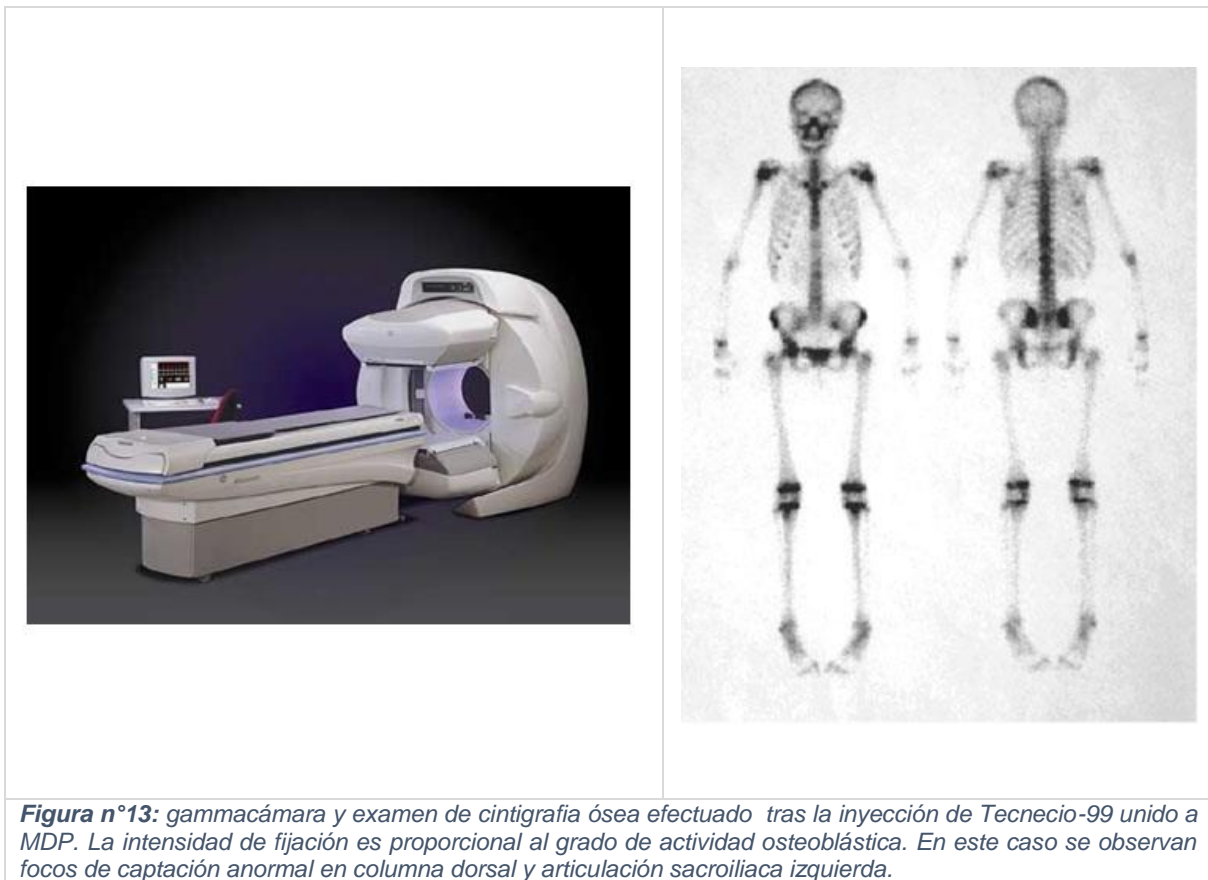 Figura n°13: gammacámara y examen de cintigrafia ósea efectuado tras la inyección de Tecnecio-99 unido a
MDP. La intensidad de fijación es proporcional al grado de actividad osteoblástica. En este caso se observan
focos de captación anormal en columna dorsal y articulación sacroiliaca izquierda.